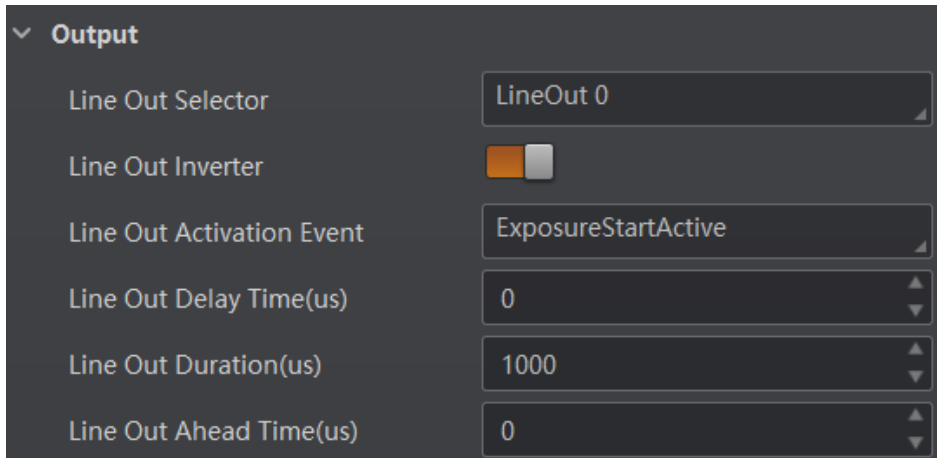 Output
Line Out Selector LineOut 0
Line Out Inverter
Line Out Activation Event ExposureStartActive
Line Out Delay Time(us) 0
Line Out Duration(us) 1000
Line Out Ahead Time(us) 0